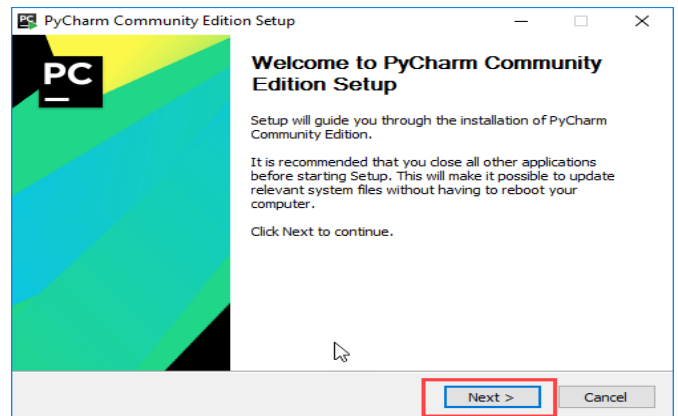 PyCharm Community Edition Setup
PC
Welcome to PyCharm Community
Edition Setup
Setup will guide you through the installation of PyCharm
Community Edition.
It is recommended that you close all other applications
before starting Setup. This will make it possible to update
relevant system files without having to reboot your
computer.
Click Next to continue.
Next >
Cancel